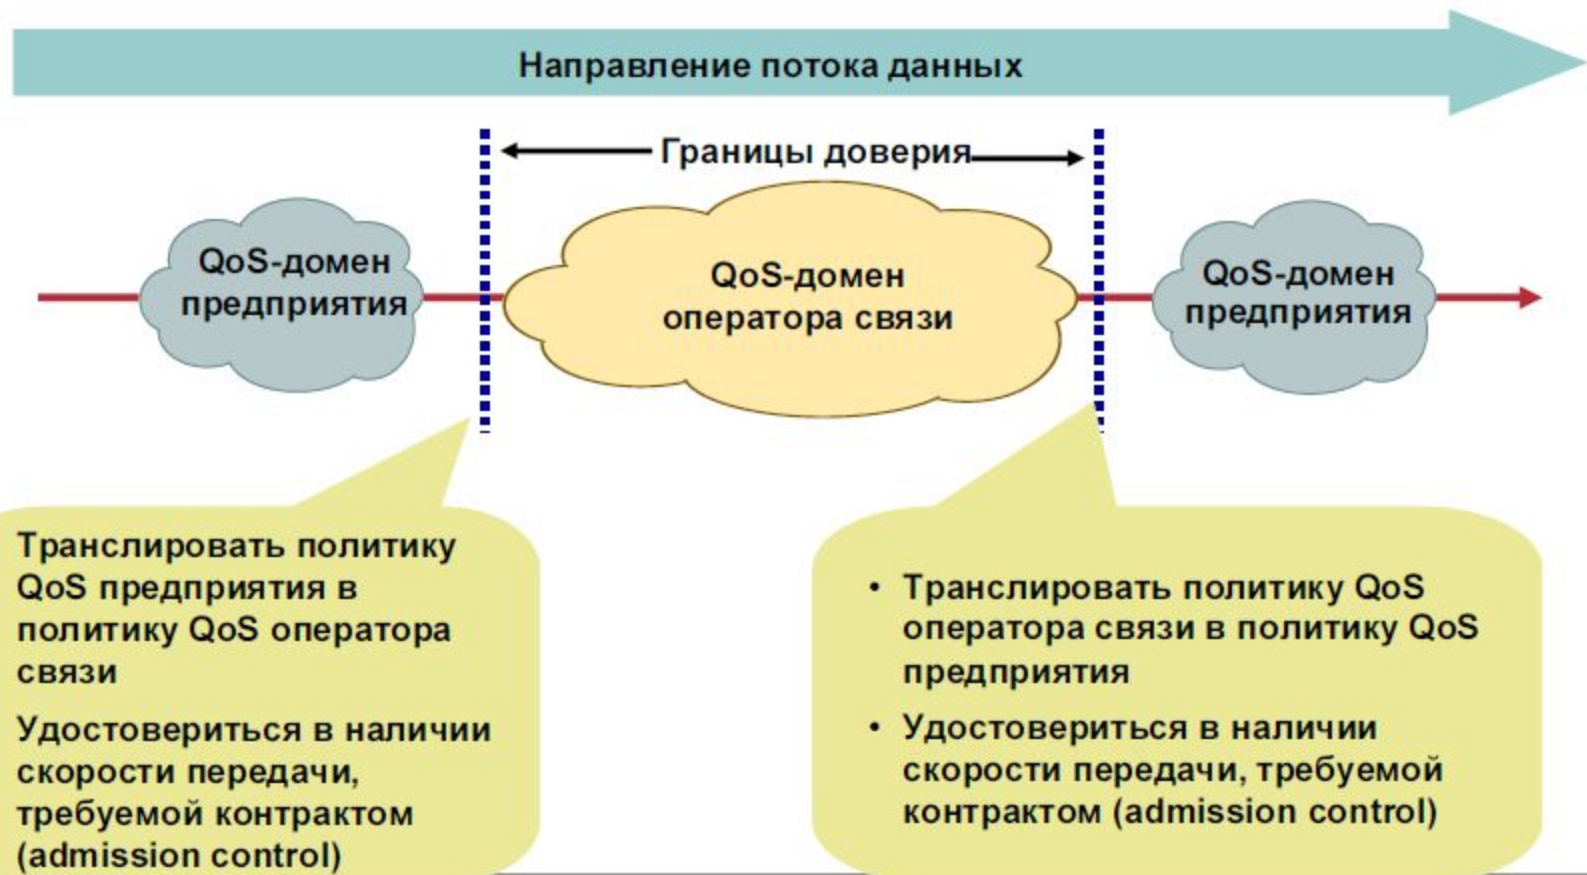 Направление потока данных
Границы доверия
QoS-домен
предприятия
QoS-домен
оператора связи
QoS-домен
предприятия
Транслировать политику
QoS предприятия в
политику QoS оператора
связи
Удостовериться в наличии
скорости передачи,
требуемой контрактом
(admission control)
• Транслировать политику QoS
оператора связи в политику QoS
предприятия
• Удостовериться в наличии
скорости передачи, требуемой
контрактом (admission control)